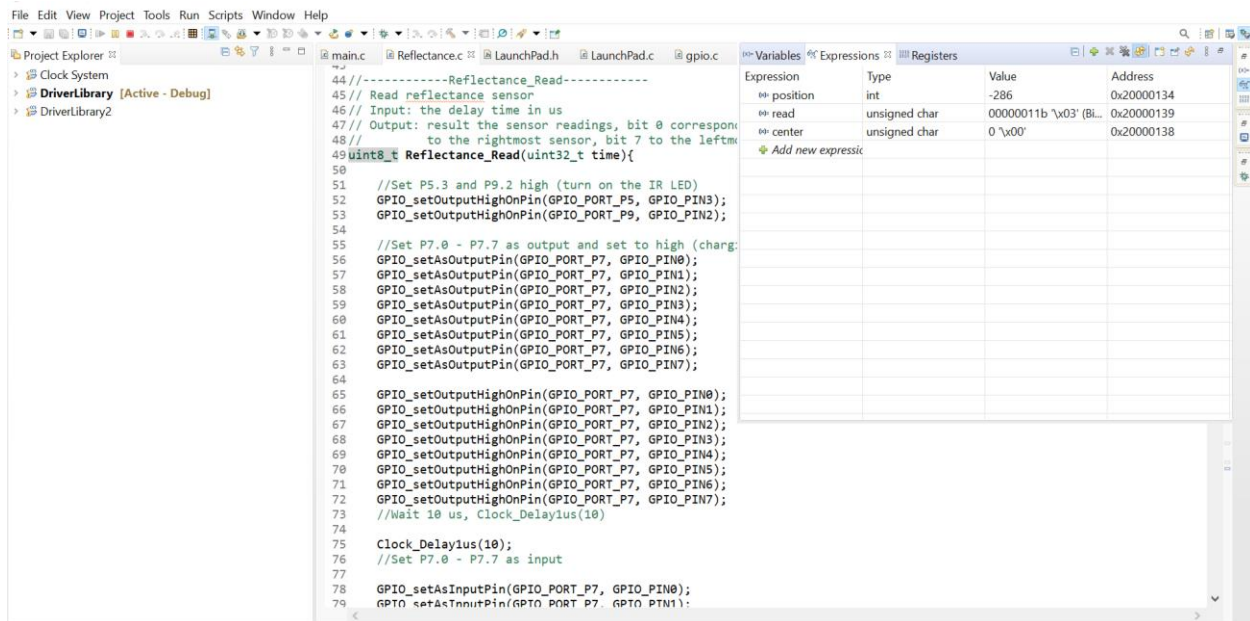 File Edit View Project Tools Run Scripts Window Help
Project Explorer
Clock System
DriverLibrary [Active - Debug]
DriverLibrary2
main.c Reflectance.c LaunchPad.h LaunchPad.c gpio.c
44 //------------Reflectance_Read------------
45 // Read reflectance sensor
46 // Input: the delay time in us
47 // Output: result the sensor readings, bit 0 correspon
48 // to the rightmost sensor, bit 7 to the leftm
49 uint8_t Reflectance_Read(uint32_t time){
50
51 //Set P5.3 and P9.2 high (turn on the IR LED)
52 GPIO_setOutputHighOnPin(GPIO_PORT_P5, GPIO_PIN3);
53 GPIO_setOutputHighOnPin(GPIO_PORT_P9, GPIO_PIN2);
54
55 //Set P7.0 - P7.7 as output and set to high (charg
56 GPIO_setAsOutputPin(GPIO_PORT_P7, GPIO_PIN0);
57 GPIO_setAsOutputPin(GPIO_PORT_P7, GPIO_PIN1);
58 GPIO_setAsOutputPin(GPIO_PORT_P7, GPIO_PIN2);
59 GPIO_setAsOutputPin(GPIO_PORT_P7, GPIO_PIN3);
60 GPIO_setAsOutputPin(GPIO_PORT_P7, GPIO_PIN4);
61 GPIO_setAsOutputPin(GPIO_PORT_P7, GPIO_PIN5);
62 GPIO_setAsOutputPin(GPIO_PORT_P7, GPIO_PIN6);
63 GPIO_setAsOutputPin(GPIO_PORT_P7, GPIO_PIN7);
64
65 GPIO_setOutputHighOnPin(GPIO_PORT_P7, GPIO_PIN0);
66 GPIO_setOutputHighOnPin(GPIO_PORT_P7, GPIO_PIN1);
67 GPIO_setOutputHighOnPin(GPIO_PORT_P7, GPIO_PIN2);
68 GPIO_setOutputHighOnPin(GPIO_PORT_P7, GPIO_PIN3);
69 GPIO_setOutputHighOnPin(GPIO_PORT_P7, GPIO_PIN4);
70 GPIO_setOutputHighOnPin(GPIO_PORT_P7, GPIO_PIN5);
71 GPIO_setOutputHighOnPin(GPIO_PORT_P7, GPIO_PIN6);
72 GPIO_setOutputHighOnPin(GPIO_PORT_P7, GPIO_PIN7);
73 //Wait 10 us, Clock_Delay1us(10)
74
75 Clock_Delay1us(10);
76 //Set P7.0 - P7.7 as input
77
78 GPIO_setAsInputPin(GPIO_PORT_P7, GPIO_PIN0);
79 GPIO_setAsInputPin(GPIO_PORT_P7, GPIO_PIN1);
Variables Expressions Registers
Expression Type Value Address
position int -286 0x20000134
read unsigned char 00000011b '\x03' (Bi... 0x20000139
center unsigned char 0 '\x00' 0x20000138
Add new expressic